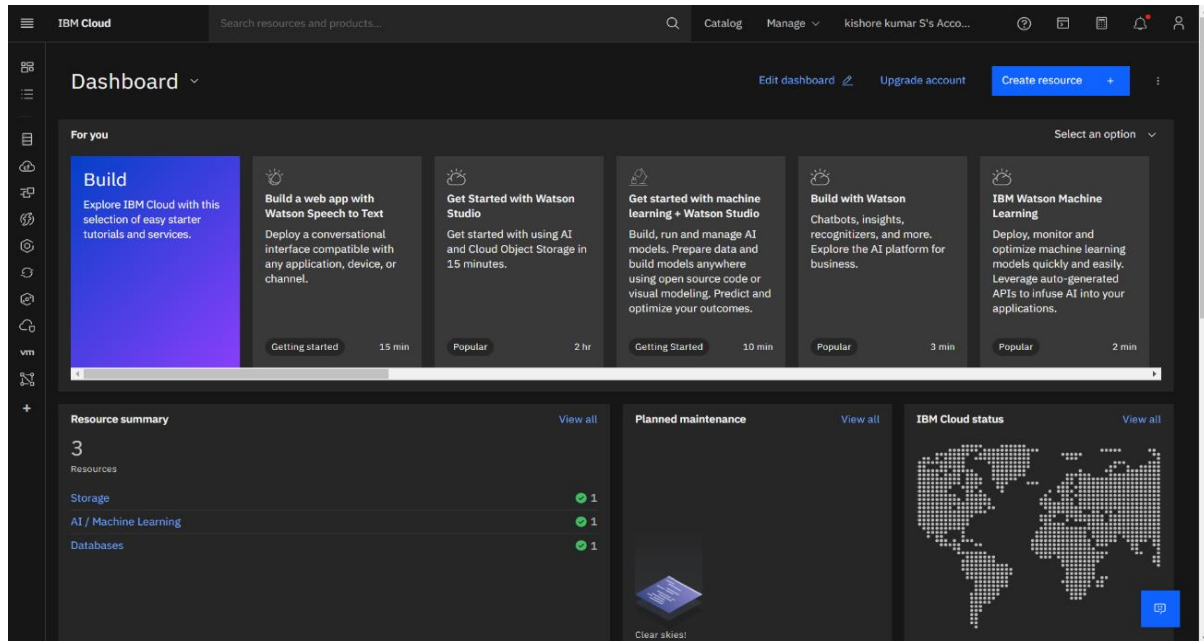 IBM Cloud
Search resources and products...
Catalog
Manage
kishore kumar S's Acco...
Dashboard
Edit dashboard
Upgrade account
Create resource +
For you
Select an option
Build
Explore IBM Cloud with this
selection of easy starter
tutorials and services.
Build a web app with
Watson Speech to Text
Deploy a conversational
interface compatible with
any application, device, or
channel.
Getting started
15 min
Get Started with Watson
Studio
Get started with using AI
and Cloud Object Storage in
15 minutes.
Popular
2 hr
Get started with machine
learning + Watson Studio
Build, run and manage AI
models. Prepare data and
build models anywhere
using open source code or
visual modeling. Predict and
optimize your outcomes.
Getting Started
10 min
Build with Watson
Chatbots, insights,
recognitizers, and more.
Explore the AI platform for
business.
Popular
3 min
IBM Watson Machine
Learning
Deploy, monitor and
optimize machine learning
models quickly and easily.
Leverage auto-generated
APIs to infuse AI into your
applications.
Popular
2 min
vm
Resource summary
View all
3
Resources
Storage
1
AI / Machine Learning
1
Databases
1
Planned maintenance
View all
Clear skies!
IBM Cloud status
View all